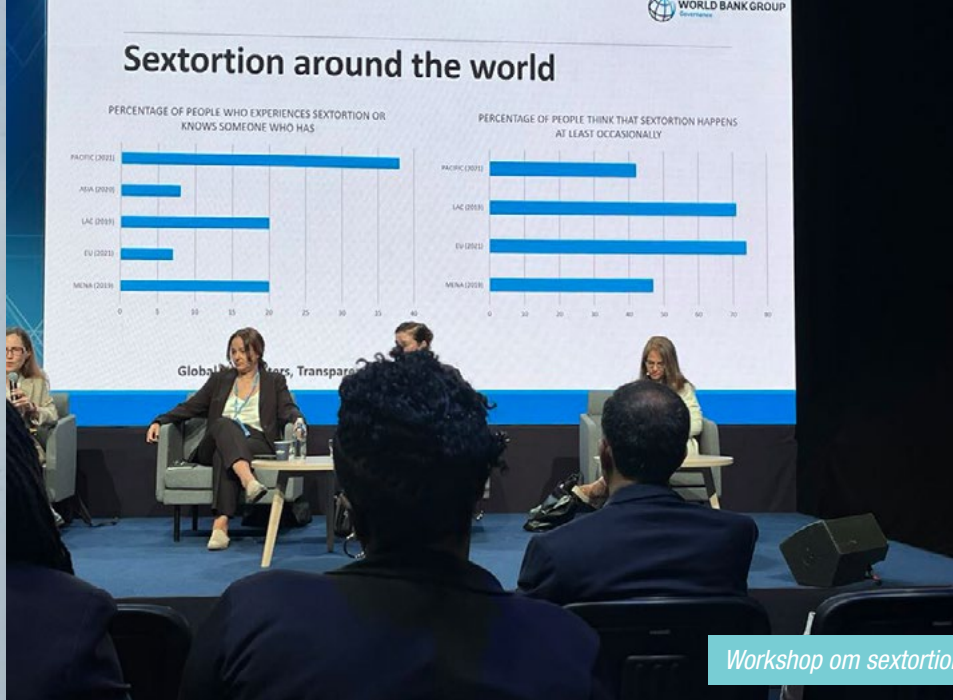 WORLD BANK GROUP
Governance
Sextortion around the world
PERCENTAGE OF PEOPLE WHO EXPERIENCES SEXTORTION OR
KNOWS SOMEONE WHO HAS
PACIFIC (2021)
ASIA (2020)
LAC (2019)
EU (2021)
MENA (2019)
0 5 10 15 20 25 30 35 40
PERCENTAGE OF PEOPLE THINK THAT SEXTORTION HAPPENS
AT LEAST OCCASIONALLY
PACIFIC (2021)
LAC (2019)
EU (2021)
MENA (2019)
0 10 20 30 40 50 60 70 80
Global
Workshop om sextortion